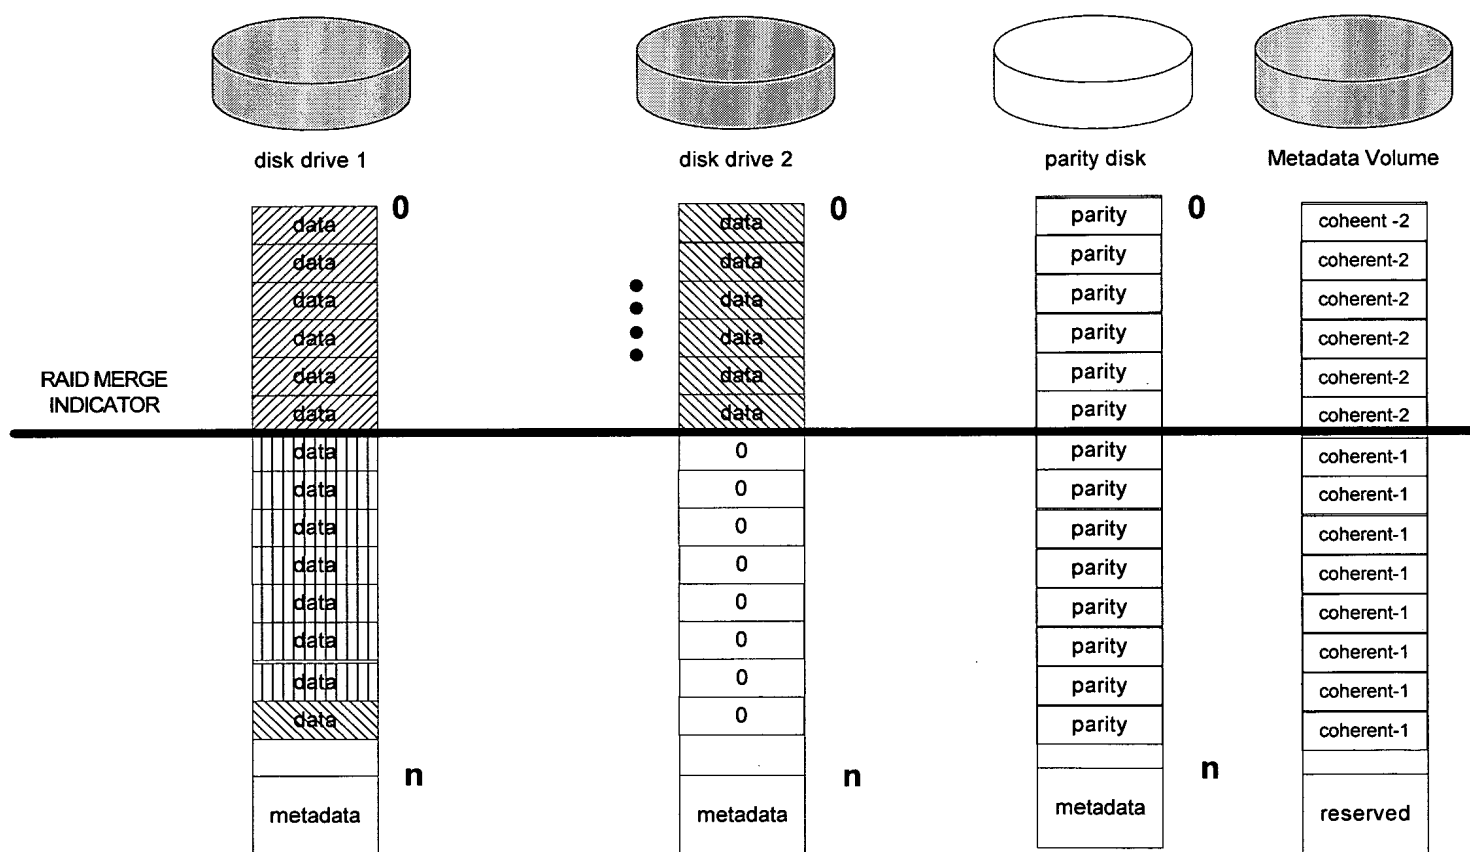 disk drive 1
disk drive 2
parity disk
Metadata Volume
0
0
0
data
data
data
data
data
data
data
data
data
data
data
data
data
data
metadata
data
data
data
data
data
data
0
0
0
0
0
0
0
0
metadata
parity
parity
parity
parity
parity
parity
parity
parity
parity
parity
parity
parity
parity
parity
metadata
coheent -2
coherent-2
coherent-2
coherent-2
coherent-2
coherent-2
coherent-1
coherent-1
coherent-1
coherent-1
coherent-1
coherent-1
coherent-1
coherent-1
reserved
RAID MERGE
INDICATOR
n
n
n